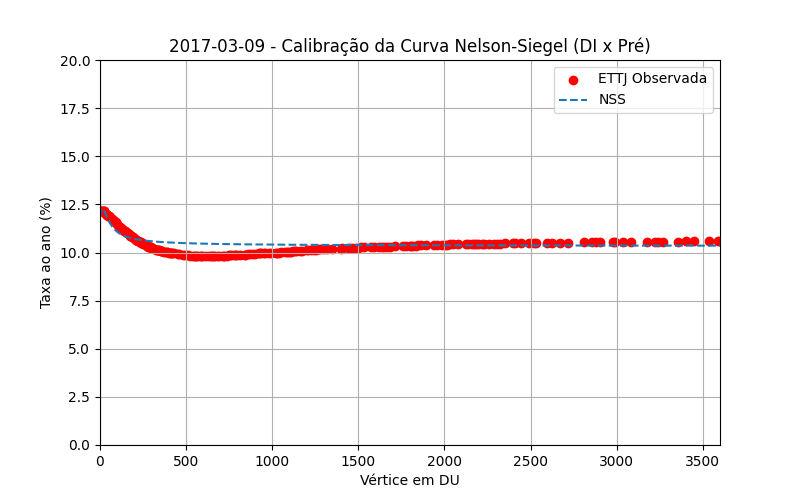 2017-03-09 - Calibração da Curva Nelson-Siegel (DI x Pré)
ETTJ Observada
NSS
Taxa ao ano (%)
20.0
17.5
15.0
12.5
10.0
7.5
5.0
2.5
0.0
0 500 1000 1500 2000 2500 3000 3500
Vértice em DU